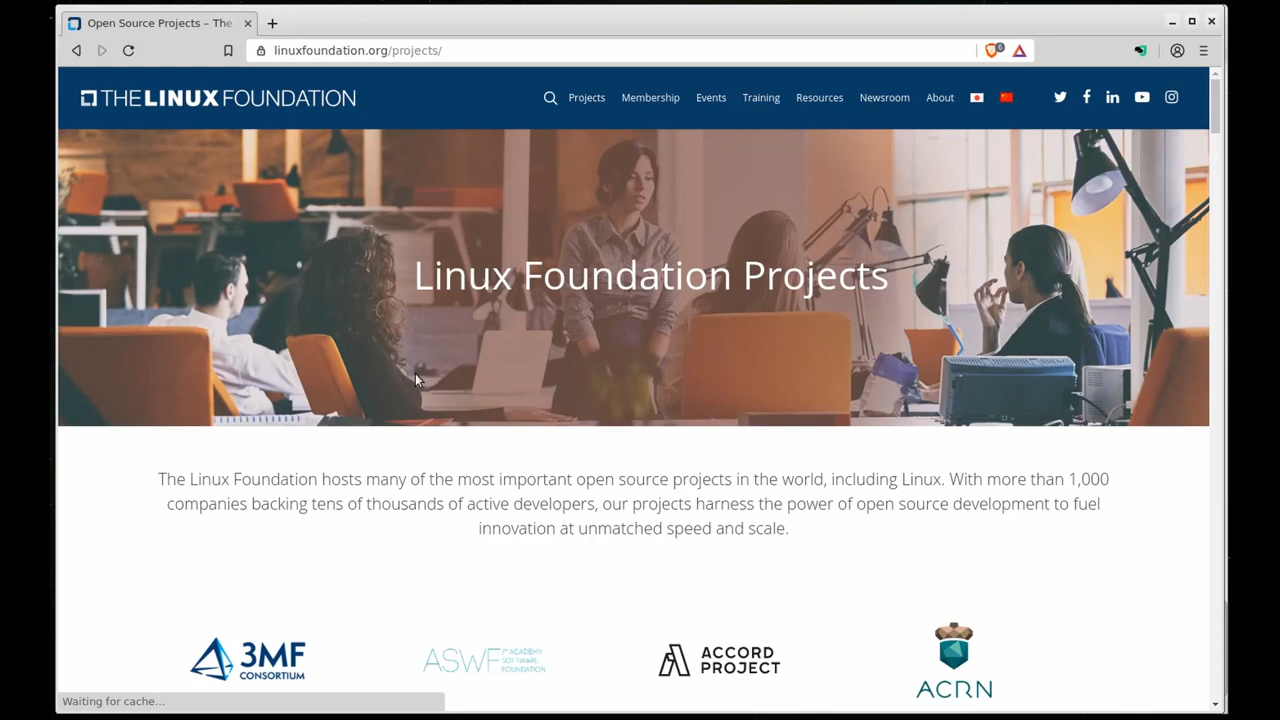 Open Source Projects – The
linuxfoundation.org/projects/
6
THE LINUX FOUNDATION
Projects Membership Events Training Resources Newsroom About
Linux Foundation Projects
The Linux Foundation hosts many of the most important open source projects in the world, including Linux. With more than 1,000
companies backing tens of thousands of active developers, our projects harness the power of open source development to fuel
innovation at unmatched speed and scale.
3MF
CONSORTIUM
ASWF
ACADEMY
SOFTWARE
FOUNDATION
ACCORD
PROJECT
ACRN
Waiting for cache...